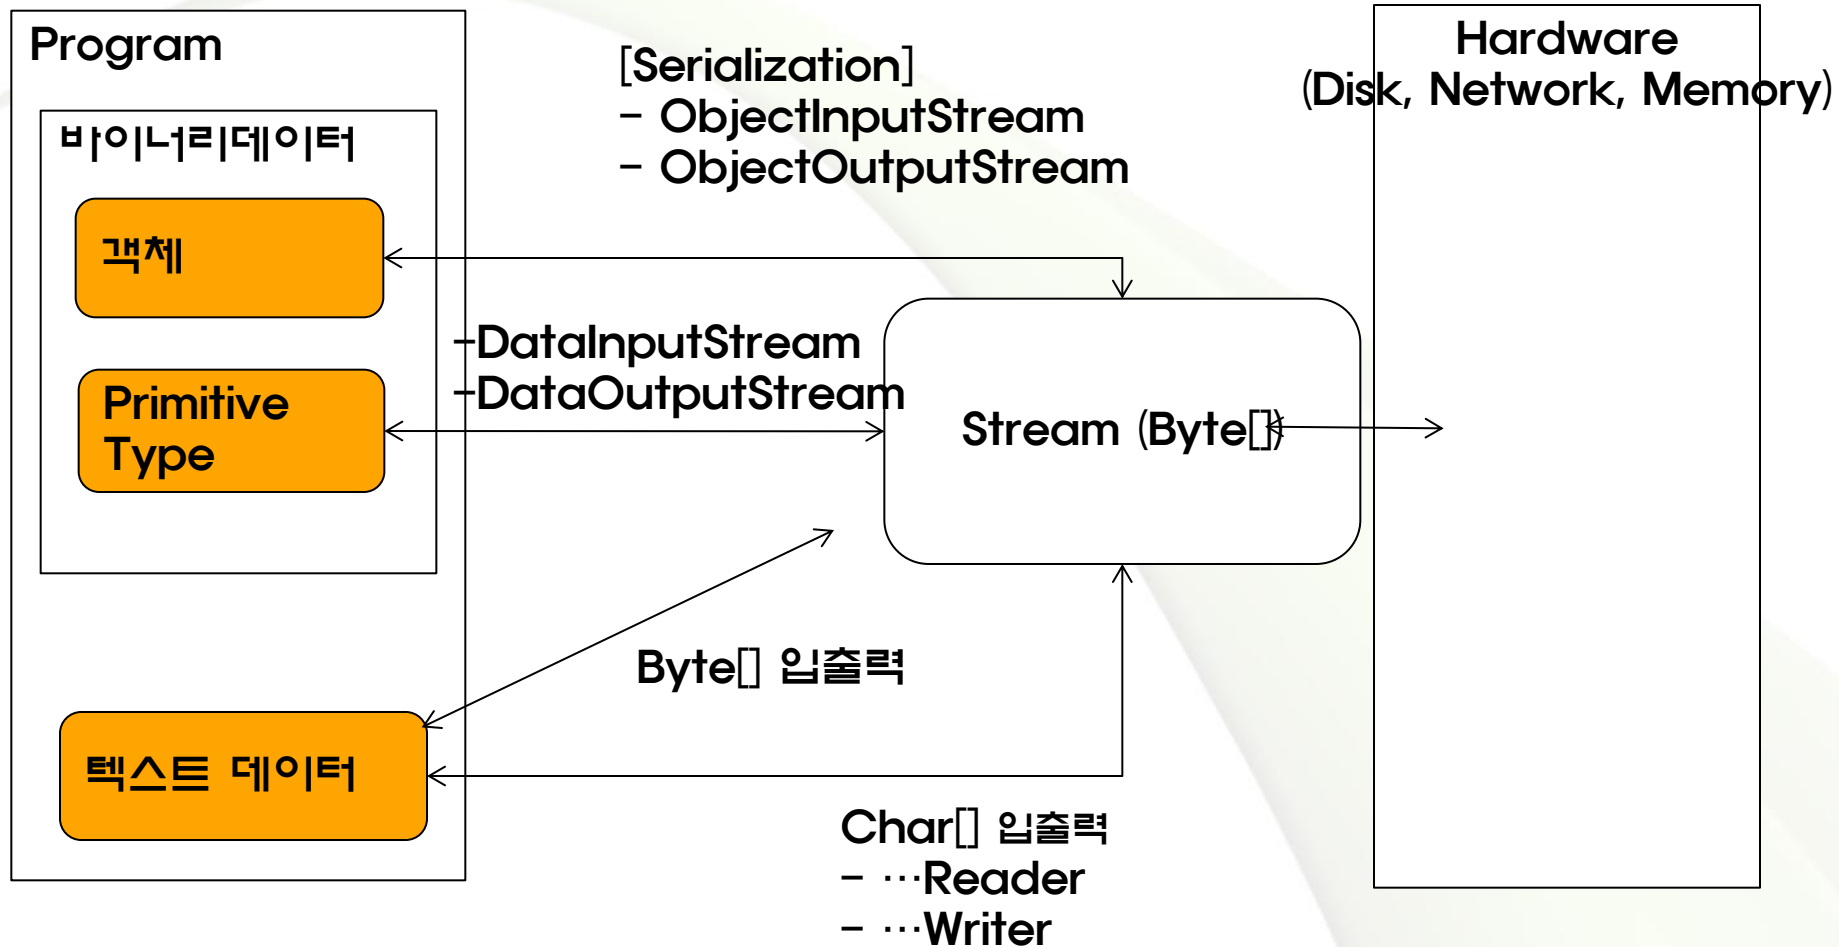 Program
바이너리데이터
객체
Primitive
Type
텍스트 데이터
[Serialization]
- ObjectInputStream
- ObjectOutputStream
-DataInputStream
-DataOutputStream
Byte[] 입출력
Char[] 입출력
- …Reader
- …Writer
Stream (Byte[])
Hardware
(Disk, Network, Memory)